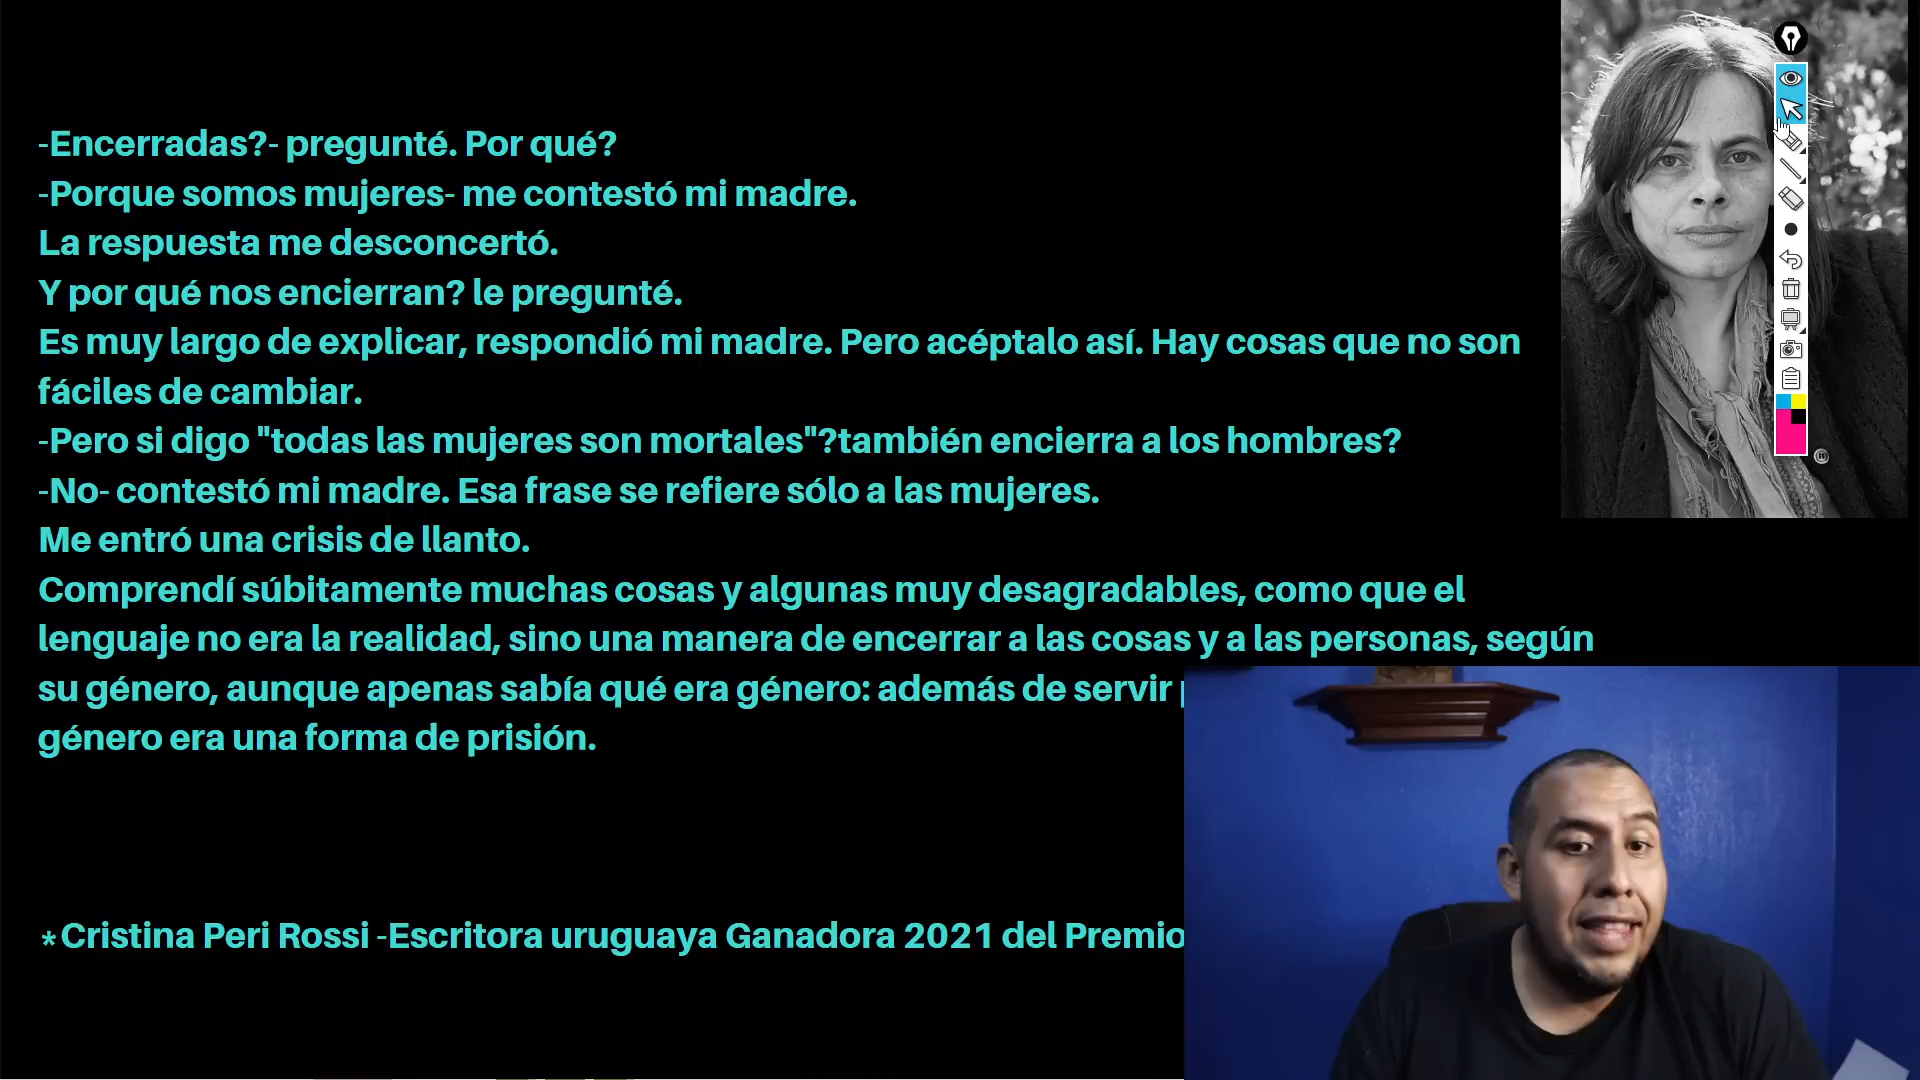 -Encerradas?- pregunté. Por qué?
-Porque somos mujeres- me contestó mi madre.
La respuesta me desconcertó.
Y por qué nos encierran? le pregunté.
Es muy largo de explicar, respondió mi madre. Pero acéptalo así. Hay cosas que no son
fáciles de cambiar.
-Pero si digo "todas las mujeres son mortales"?también encierra a los hombres?
-No- contestó mi madre. Esa frase se refiere sólo a las mujeres.
Me entró una crisis de llanto.
Comprendí súbitamente muchas cosas y algunas muy desagradables, como que el
lenguaje no era la realidad, sino una manera de encerrar a las cosas y a las personas, según
su género, aunque apenas sabía qué era género: además de servir
género era una forma de prisión.
*Cristina Peri Rossi -Escritora uruguaya Ganadora 2021 del Premio